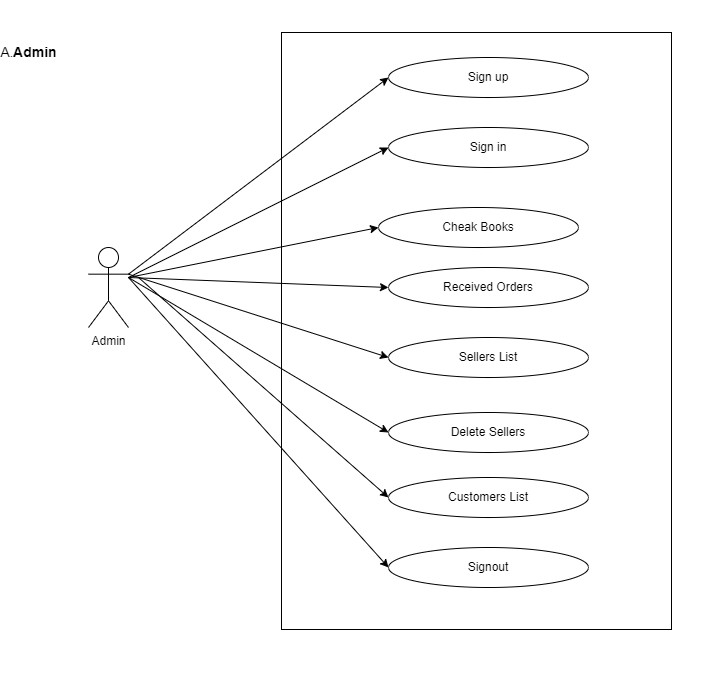 A.Admin
Sign up
Sign in
Cheak Books
Received Orders
Admin
Sellers List
Delete Sellers
Customers List
Signout